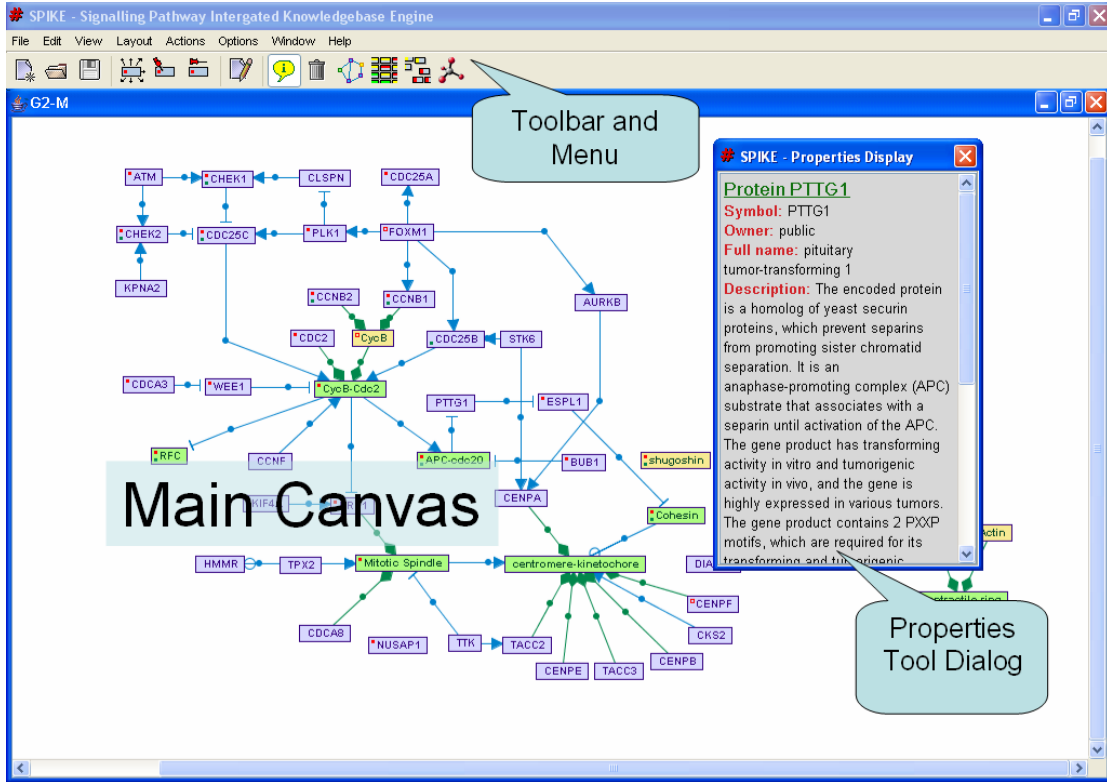 SPIKE - Signalling Pathway Intergated Knowledgebase Engine
File Edit View Layout Actions Options Window Help
G2-M
Toolbar and
Menu
SPIKE - Properties Display
Protein PTTG1
Symbol: PTTG1
Owner: public
Full name: pituitary
tumor-transforming 1
Description: The encoded protein
is a homolog of yeast securin
proteins, which prevent separins
from promoting sister chromatid
separation. It is an
anaphase-promoting complex (APC)
substrate that associates with a
separin until activation of the APC.
The gene product has transforming
activity in vitro and tumorigenic
activity in vivo, and the gene is
highly expressed in various tumors.
The gene product contains 2 PXXP
motifs, which are required for its
transforming and tumorigenic
ATM
CHEK1
CLSPN
CDC25A
CHEK2
CDC25C
PLK1
FOXM1
KPNA2
CCNB2
CCNB1
AURKB
CDC2
CycB
CDC25B
STK6
CDCA3
WEE1
CycB-Cdc2
PTTG1
ESPL1
RFC
CCNF
APC-cdc20
BUB1
shugoshin
Main Canvas
CENPA
Cohesin
Actin
HMMR
TPX2
Mitotic Spindle
centromere-kinetochore
DIA
CENPF
ntractile ring
CDCA8
NUSAP1
TTK
TACC2
CKS2
CENPE
TACC3
CENPB
Properties
Tool Dialog